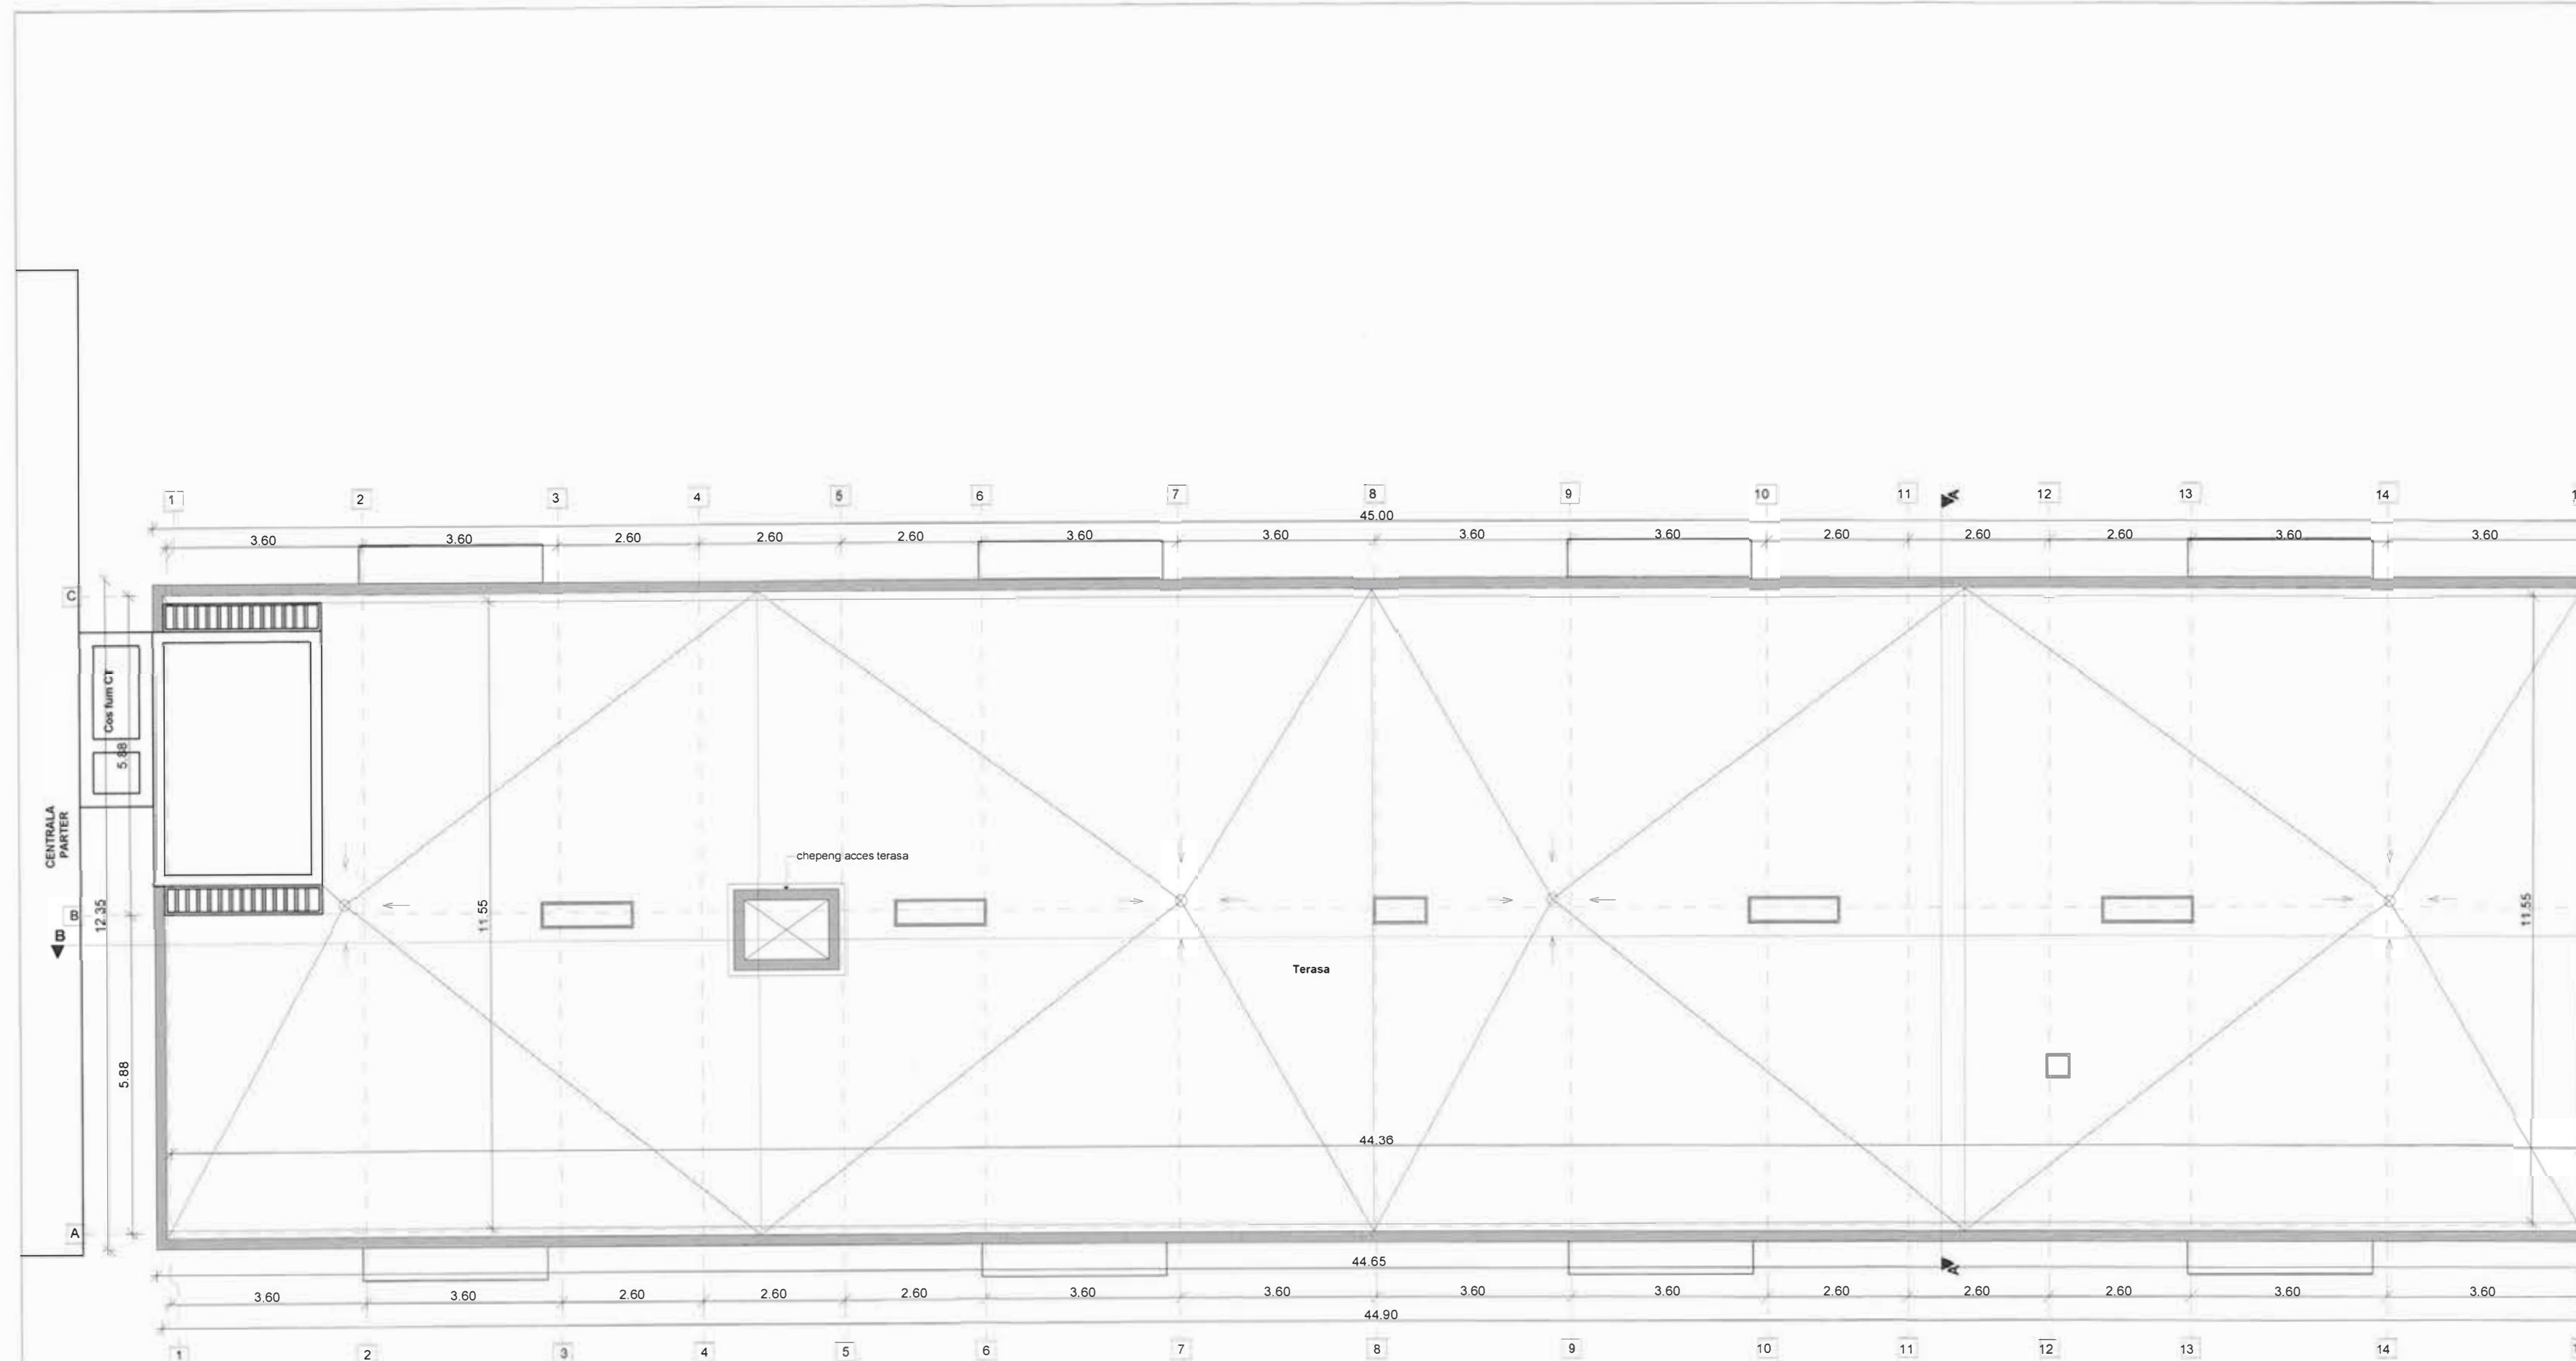 1 2 3 4 5 6 7 8 9 10 11 A 12 13 14
45.00
3.60 3.60 2.60 2.60 2.60 3.60 3.60 3.60 3.60 2.60 2.60 2.60 3.60 3.60
C
Cos fum CT
5.88
CENTRALA
PARTER
chepeng acces terasa
B
12.35
11.55
11.55
B
Terasa
5.88
44.36
A
44.65
A
3.60 3.60 2.60 2.60 2.60 3.60 3.60 3.60 3.60 2.60 2.60 2.60 3.60 3.60
44.90
1 2 3 4 5 6 7 8 9 10 11 12 13 14